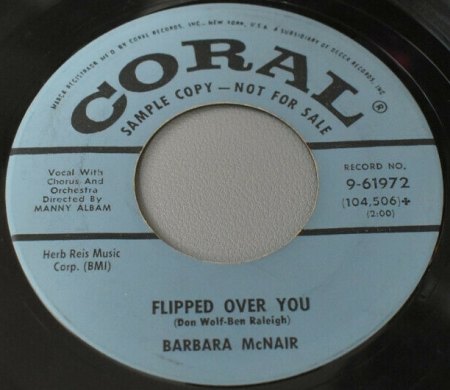 MARCA REGISTRADA MF'D BY CORAL RECORDS, INC., NEW YORK, U.S.A. A SUBSIDIARY OF DECCA RECORDS, INC.
CORAL®
SAMPLE COPY — NOT FOR SALE
Vocal With
Chorus And
Orchestra
Directed By
MANNY ALBAM
RECORD NO.
9-61972
(104,506)+
(2:00)
Herb Reis Music
Corp. (BMI)
FLIPPED OVER YOU
(Don Wolf-Ben Raleigh)
BARBARA McNAIR